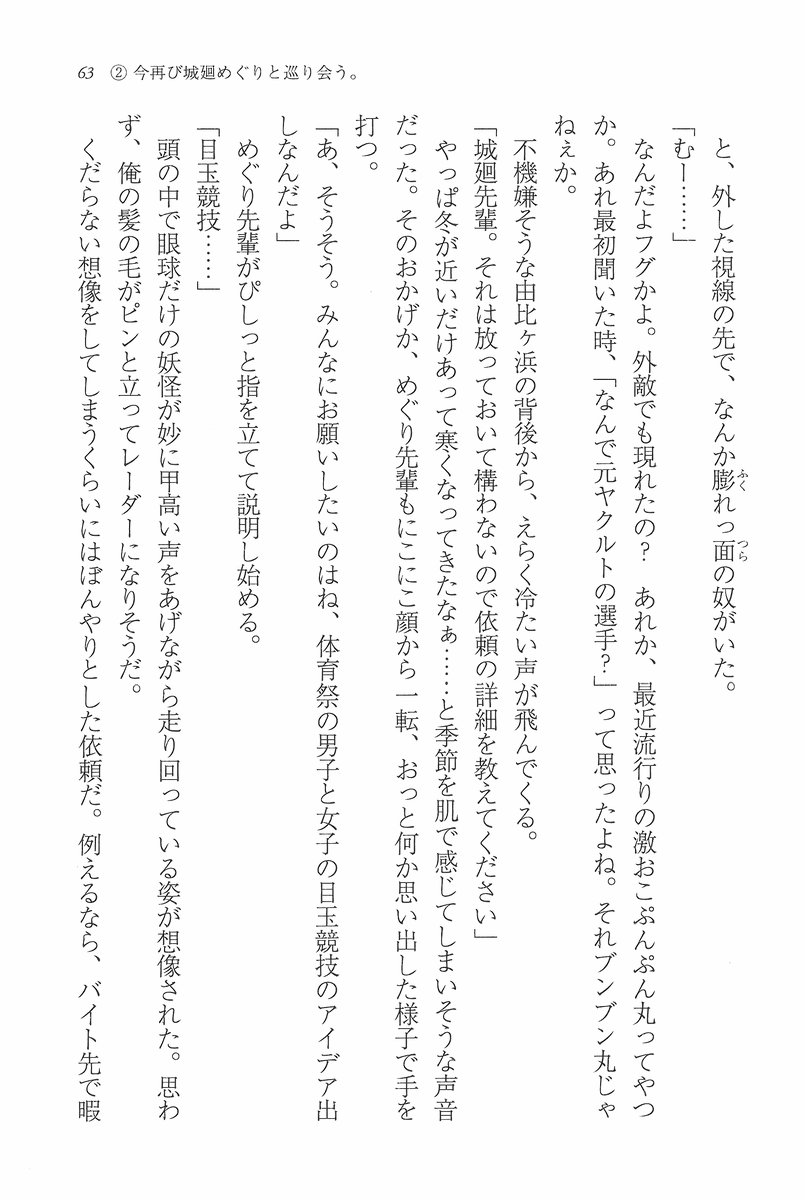 63　②今再び城廻めぐりと巡り会う。
　と、外した視線の先で、なんか膨れっ面の奴がいた。
「むー……」
　なんだよフグかよ。外敵でも現れたの？　あれか、最近流行りの激おこぷんぷん丸ってやつ
か。あれ最初聞いた時、「なんで元ヤクルトの選手？」って思ったよね。それブンブン丸じゃ
ねぇか。
　不機嫌そうな由比ヶ浜の背後から、えらく冷たい声が飛んでくる。
「城廻先輩。それは放っておいて構わないので依頼の詳細を教えてください」
　やっぱ冬が近いだけあって寒くなってきたなぁ……と季節を肌で感じてしまいそうな声音
だった。そのおかげか、めぐり先輩もにこにこ顔から一転、おっと何か思い出した様子で手を
打つ。
「あ、そうそう。みんなにお願いしたいのはね、体育祭の男子と女子の目玉競技のアイデア出
しなんだよ」
　めぐり先輩がぴしっと指を立てて説明し始める。
「目玉競技……」
　頭の中で眼球だけの妖怪が妙に甲高い声をあげながら走り回っている姿が想像された。思わ
ず、俺の髪の毛がピンと立ってレーダーになりそうだ。
　くだらない想像をしてしまうくらいにはぼんやりとした依頼だ。例えるなら、バイト先で暇
ふく
つら